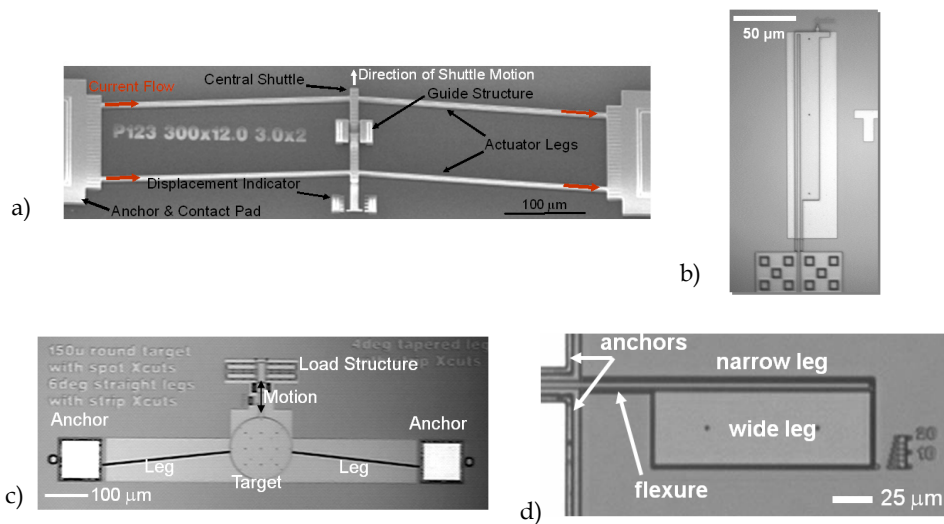 Central Shuttle
Direction of Shuttle Motion
Current Flow
Guide Structure
P123 300x12.0 3.0x2
Actuator Legs
Displacement Indicator
Anchor & Contact Pad
100 μm
a)
50 μm
T
b)
150u round target
with spot Xcuts
6deg straight legs
with strip Xcuts
4deg tapered leg
Load Structure
Motion
Anchor
Anchor
Leg
Leg
Target
100 μm
c)
anchors
narrow leg
wide leg
20
10
flexure
25 μm
d)